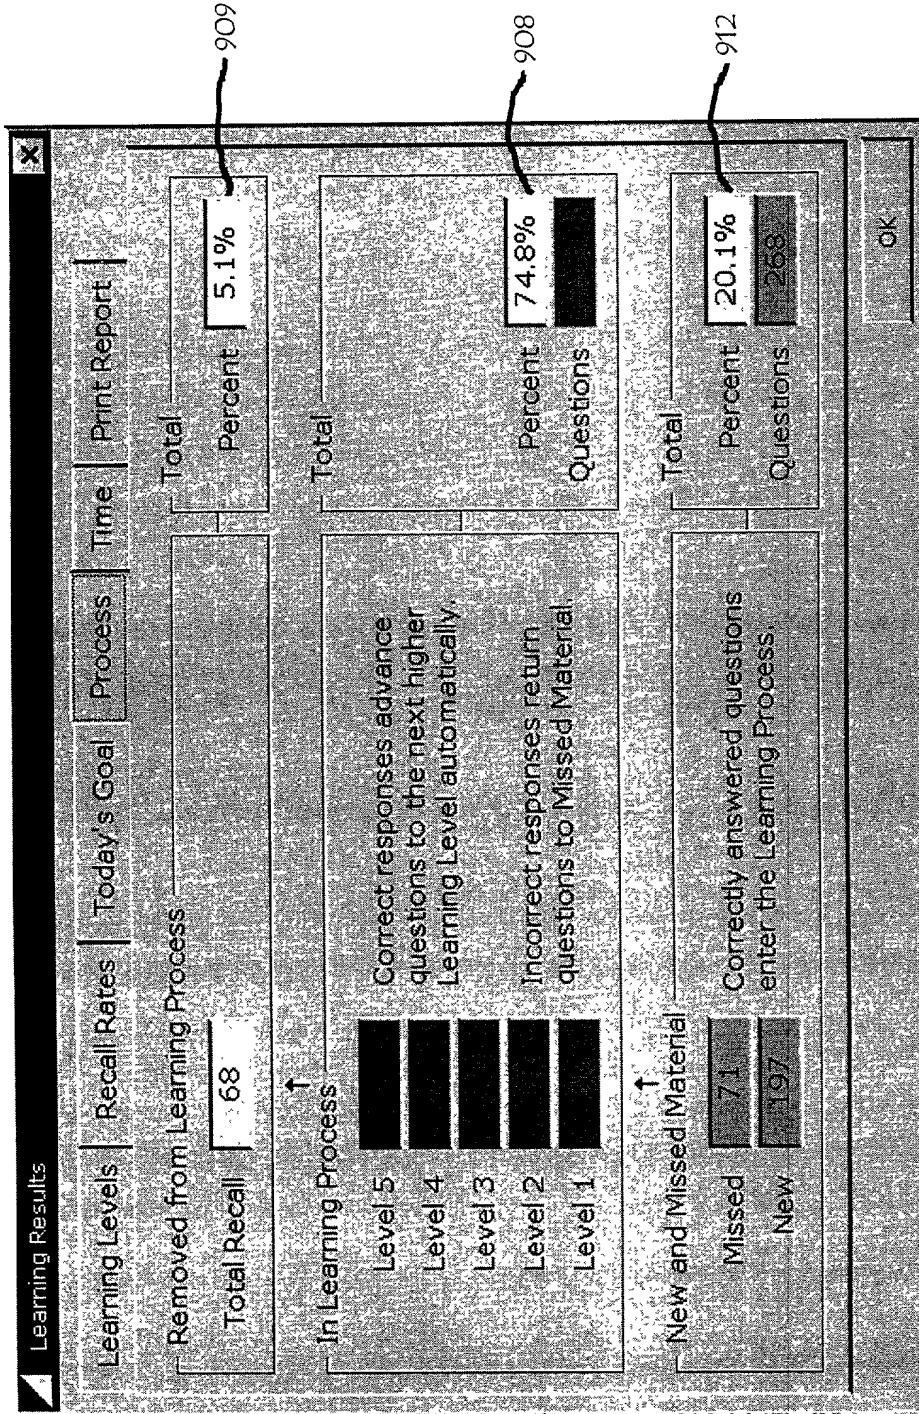 Learning Results
Learning Levels
Recall Rates
Today's Goal
Process
Time
Print Report
Removed from Learning Process
Total Recall 68
Total
Percent 5.1%
909
In Learning Process ↑
Level 5
Level 4
Level 3
Level 2
Level 1
Correct responses advance
questions to the next higher
Learning Level automatically.
Incorrect responses return
questions to Missed Material.
Total
Percent 74.8%
Questions
908
New and Missed Material ↑
Missed 71
New 197
Correctly answered questions
enter the Learning Process.
Total
Percent 20.1%
Questions 268
912
OK